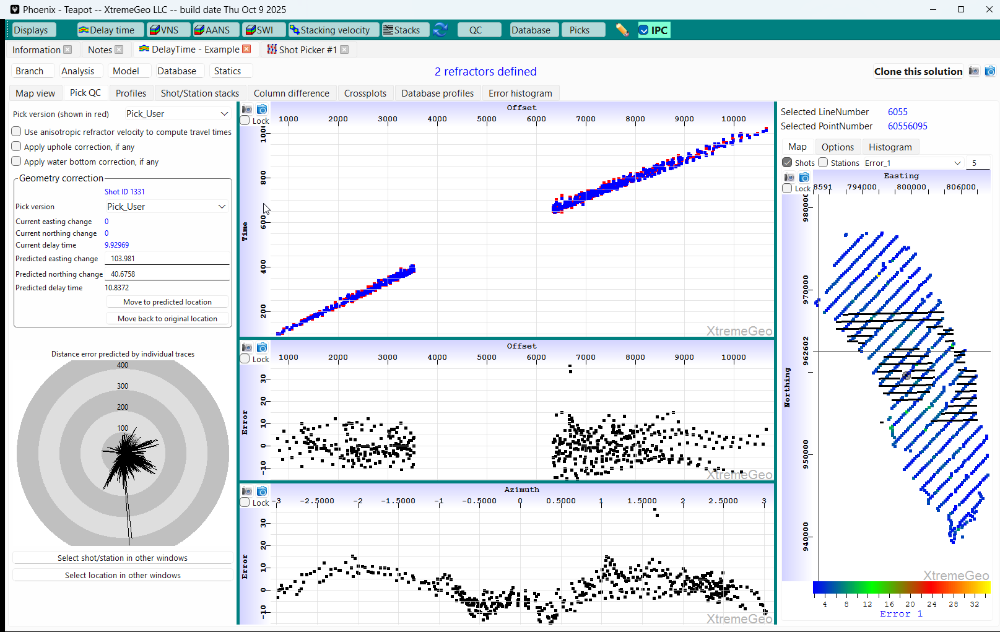 Phoenix - Teapot -- XtremeGeo LLC -- build date Thu Oct 9 2025
Displays Delay time VNS AANS SWI Stacking velocity Stacks QC Database Picks IPC
Information Notes DelayTime - Example Shot Picker #1
Branch Analysis Model Database Statics 2 refractors defined Clone this solution
Map view Pick QC Profiles Shot/Station stacks Column difference Crossplots Database profiles Error histogram
Pick version (shown in red) Pick_User
Use anisotropic refractor velocity to compute travel times
Apply uphole correction, if any
Apply water bottom correction, if any
Geometry correction
Shot ID 1331
Pick version Pick_User
Current easting change 0
Current northing change 0
Current delay time 9.92969
Predicted easting change 103.981
Predicted northing change 40.6758
Predicted delay time 10.8372
Move to predicted location
Move back to original location
Distance error predicted by individual traces
400
300
200
100
Select shot/station in other windows
Select location in other windows
Lock
Offset
1000 2000 3000 4000 5000 6000 7000 8000 9000 10000
Time
200 400 600 800
XtremeGeo
Lock
Offset
1000 2000 3000 4000 5000 6000 7000 8000 9000 10000
Error
-10 0 10 20 30
XtremeGeo
Lock
Azimuth
-3 -2.5000 -2 -1.5000 -1 -0.5000 0 0.5000 1 1.5000 2 2.5000 3
Error
-10 0 10 20 30
XtremeGeo
Selected LineNumber 6055
Selected PointNumber 60556095
Map Options Histogram
Shots Stations Error_1 5
Lock
Easting
8591 794000 800000 806000
Northing
940000 950000 962602 970000
XtremeGeo
4 8 12 16 20 24 28 32
Error 1